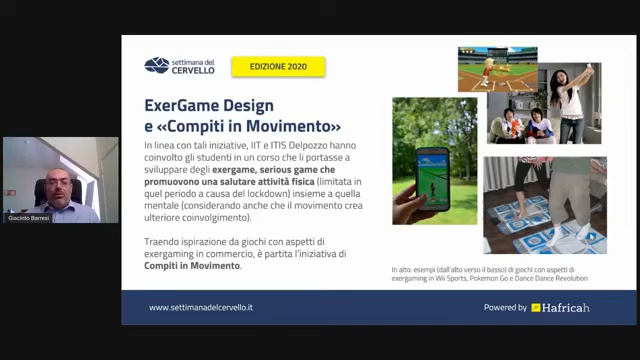 settimana del
CERVELLO
EDIZIONE 2020
ExerGame Design
e «Compiti in Movimento»
In linea con tali iniziative, IIT e ITIS Delpozzo hanno
coinvolto gli studenti in un corso che li portasse a
sviluppare degli exergame, serious game che
promuovono una salutare attività fisica (limitata in
quel periodo a causa del lockdown) insieme a quella
mentale (considerando anche che il movimento crea
ulteriore coinvolgimento).
Traendo ispirazione da giochi con aspetti di
exergaming in commercio, è partita l'iniziativa di
Compiti in Movimento.
In alto: esempi (dall'alto verso il basso) di giochi con aspetti di
exergaming in Wii Sports, Pokemon Go e Dance Dance Revolution
Giacinto Barresi
www.settimanadelcervello.it
Powered by Hafricah